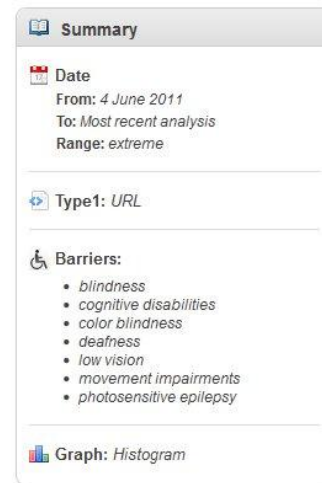 Summary
Date
From: 4 June 2011
To: Most recent analysis
Range: extreme
Type1: URL
Barriers:
• blindness
• cognitive disabilities
• color blindness
• deafness
• low vision
• movement impairments
• photosensitive epilepsy
Graph: Histogram